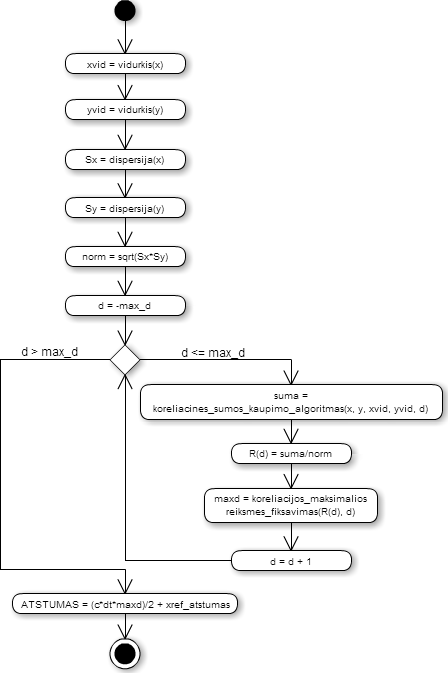 xvid = vidurkis(x)
yvid = vidurkis(y)
Sx = dispersija(x)
Sy = dispersija(y)
norm = sqrt(Sx*Sy)
d = -max_d
d > max_d
d <= max_d
suma =
koreliacines_sumos_kaupimo_algoritmas(x, y, xvid, yvid, d)
R(d) = suma/norm
maxd = koreliacijos_maksimalios
reiksmes_fiksavimas(R(d), d)
d = d + 1
ATSTUMAS = (c*dt*maxd)/2 + xref_atstumas